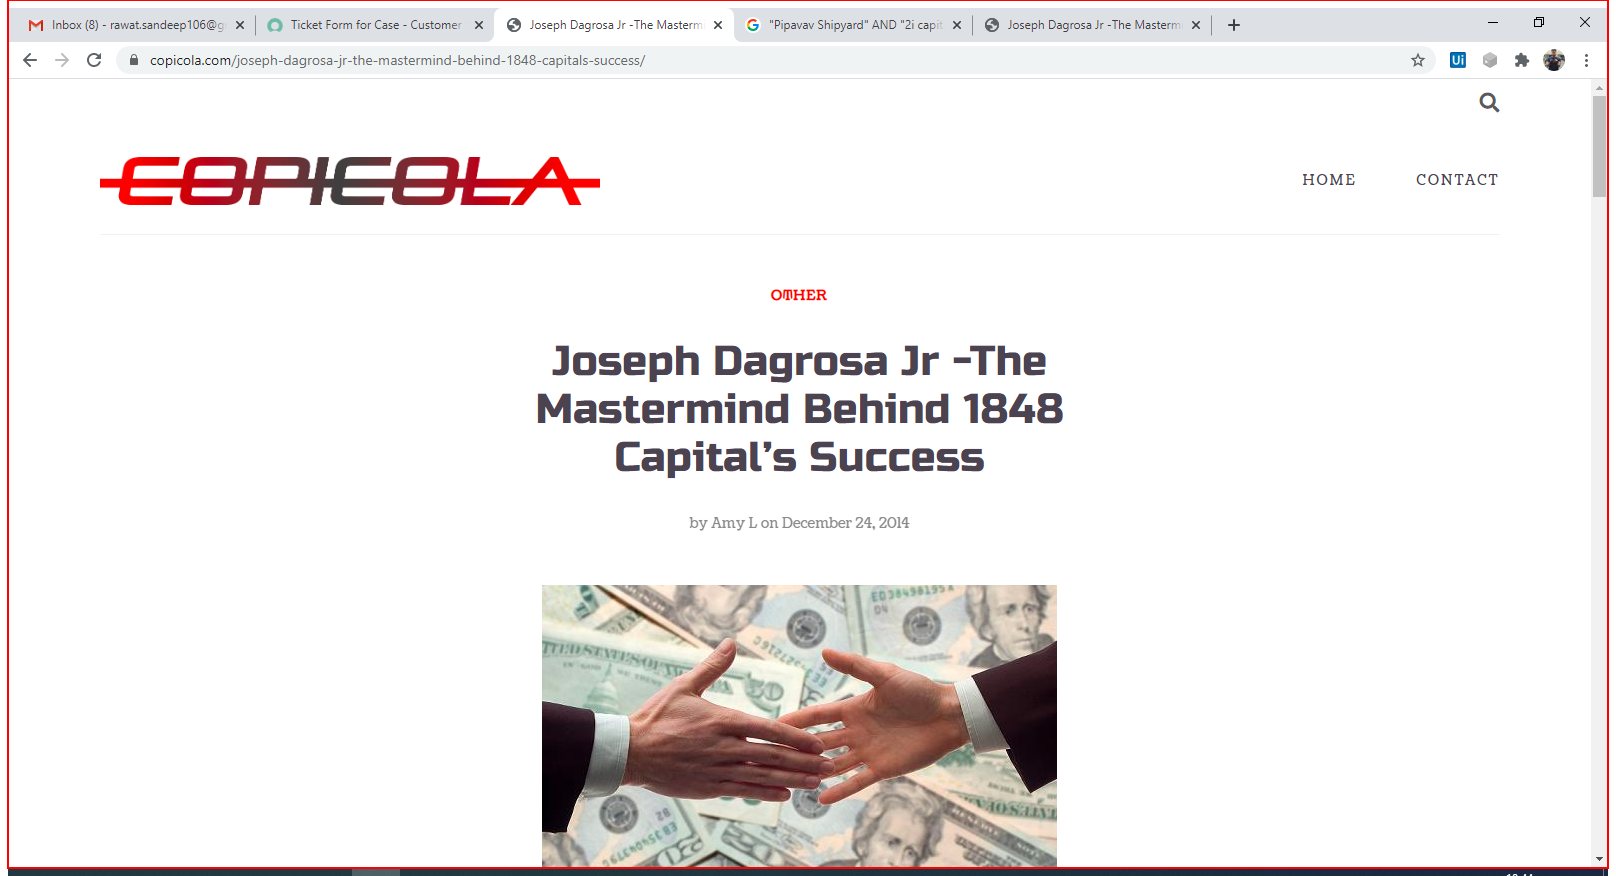 Inbox (8) - rawat.sandeep106@g
Ticket Form for Case - Customer
Joseph Dagrosa Jr -The Masterm
"Pipavav Shipyard" AND "2i capit
Joseph Dagrosa Jr -The Masterm
copicola.com/joseph-dagrosa-jr-the-mastermind-behind-1848-capitals-success/
Ui
COPICOLA
HOME
CONTACT
OTHER
Joseph Dagrosa Jr -The
Mastermind Behind 1848
Capital's Success
by Amy L on December 24, 2014